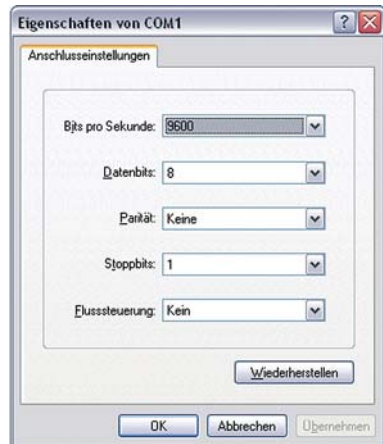 Eigenschaften von COM1
Anschlusseinstellungen
Bits pro Sekunde: 9600
Datenbits: 8
Parität: Keine
Stoppbits: 1
Flusssteuerung: Kein
Wiederherstellen
OK Abbrechen Übernehmen